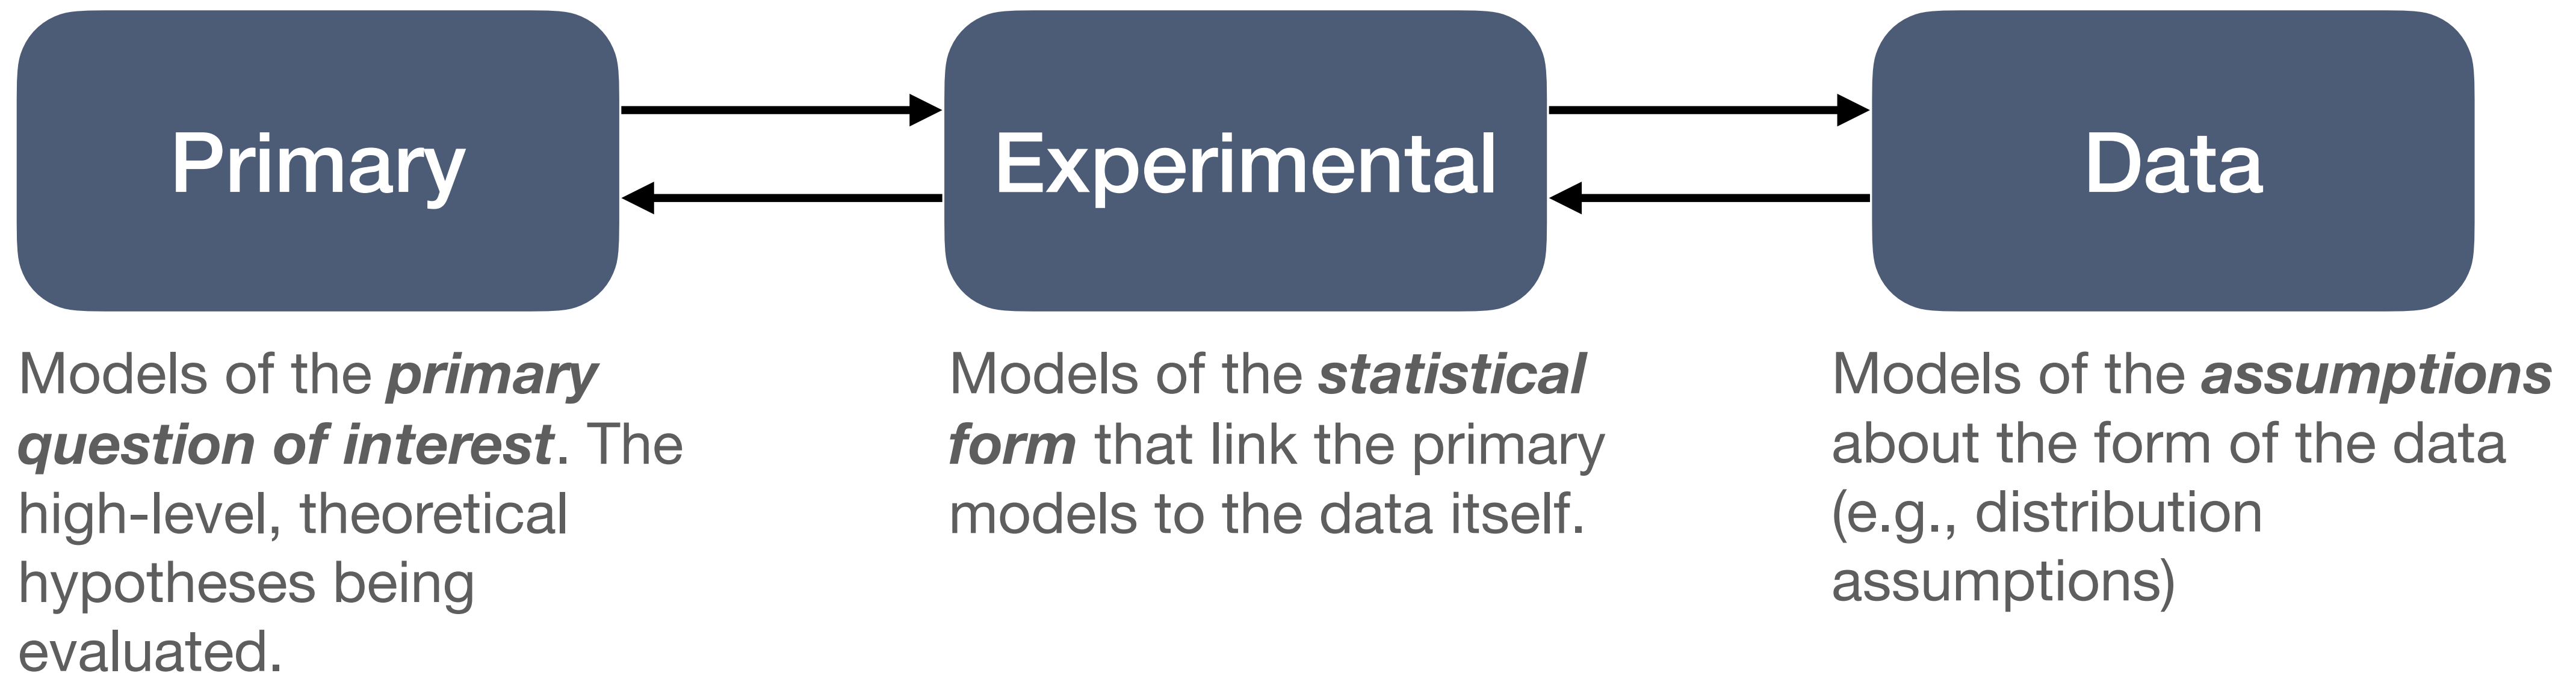 Primary
Experimental
Data
Models of the primary
question of interest. The
high-level, theoretical
hypotheses being
evaluated.
Models of the statistical
form that link the primary
models to the data itself.
Models of the assumptions
about the form of the data
(e.g., distribution
assumptions)